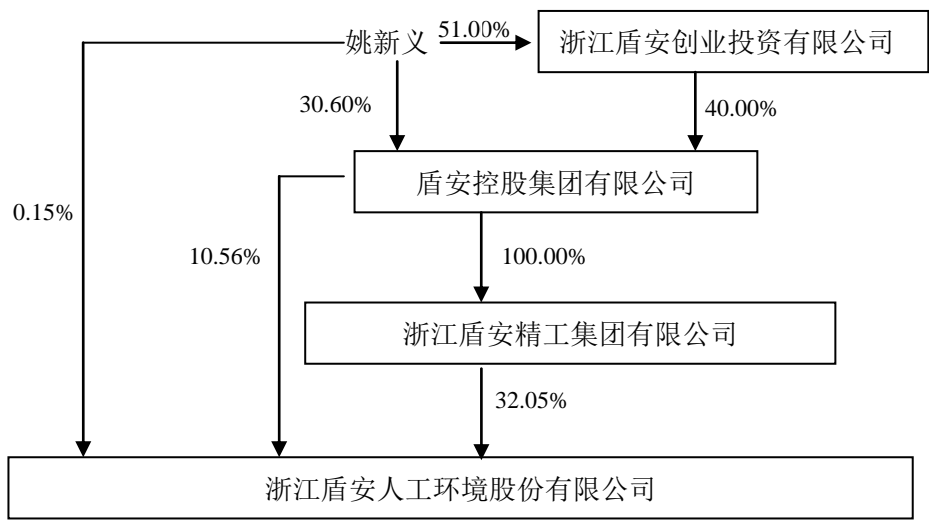 姚新义 51.00% 浙江盾安创业投资有限公司
30.60% 40.00%
盾安控股集团有限公司
0.15%
10.56% 100.00%
浙江盾安精工集团有限公司
32.05%
浙江盾安人工环境股份有限公司